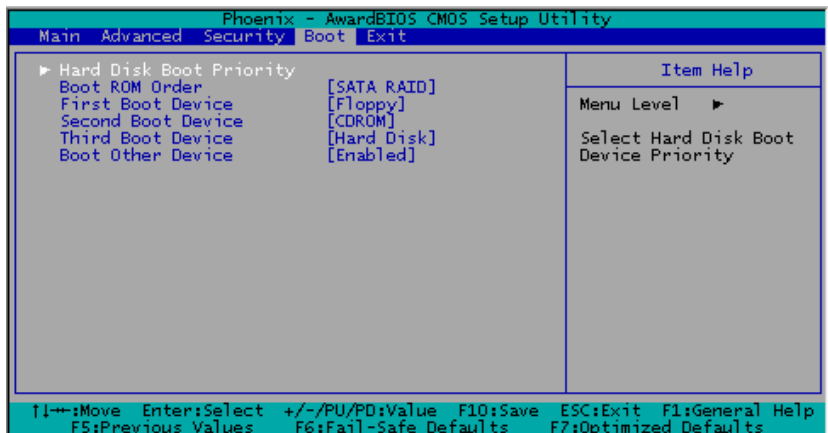 Phoenix - AwardBIOS CMOS Setup Utility
Main Advanced Security Boot Exit
► Hard Disk Boot Priority
Boot ROM Order [SATA RAID]
First Boot Device [Floppy]
Second Boot Device [CDROM]
Third Boot Device [Hard Disk]
Boot Other Device [Enabled]
Item Help
Menu Level ►
Select Hard Disk Boot
Device Priority
↑↓→←:Move Enter:Select +/-/PU/PD:Value F10:Save ESC:Exit F1:General Help
F5:Previous Values F6:Fail-Safe Defaults F7:Optimized Defaults